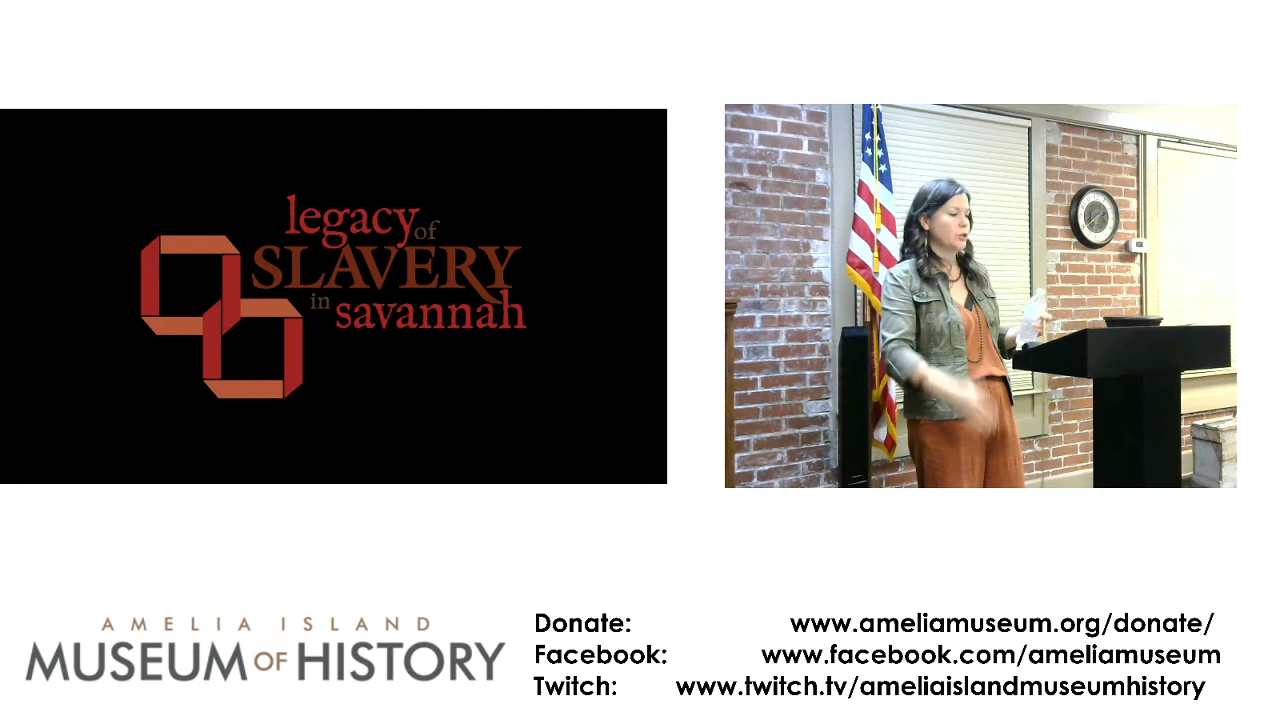 legacy of
SLAVERY
in savannah
AMELIA ISLAND
MUSEUM OF HISTORY
Donate: www.ameliamuseum.org/donate/
Facebook: www.facebook.com/ameliamuseum
Twitch: www.twitch.tv/ameliaislandmuseumhistory